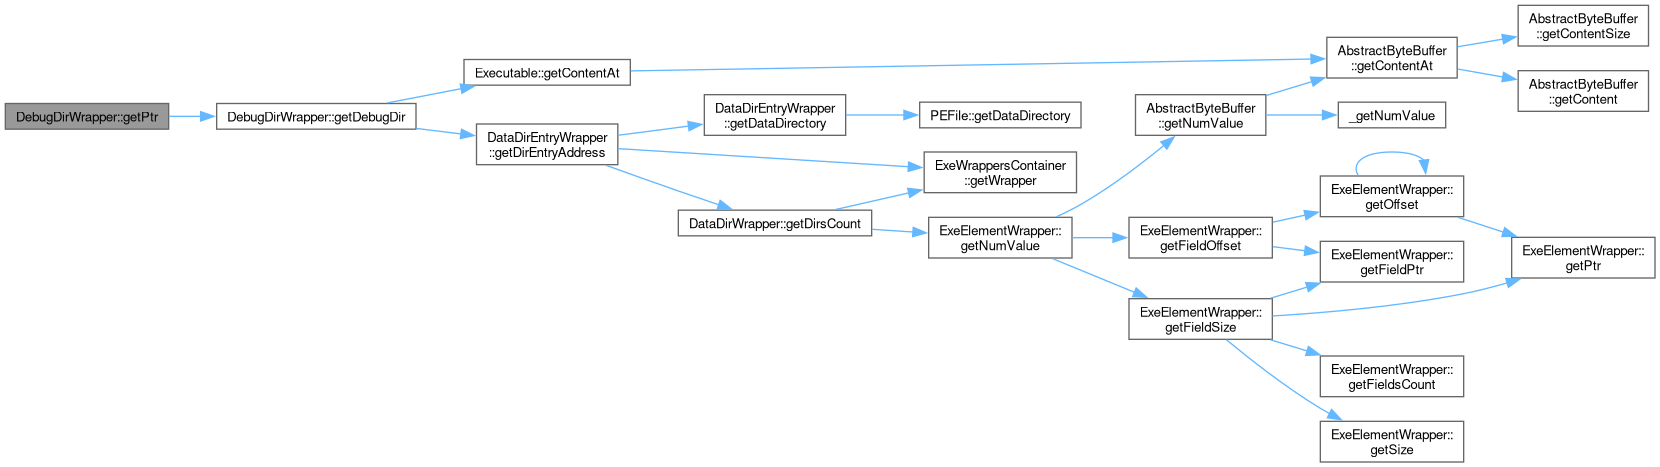 DebugDirWrapper::getPtr
DebugDirWrapper::getDebugDir
Executable::getContentAt
DataDirEntryWrapper
::getDirEntryAddress
DataDirEntryWrapper
::getDataDirectory
PEFile::getDataDirectory
ExeWrappersContainer
::getWrapper
DataDirWrapper::getDirsCount
ExeElementWrapper::
getNumValue
AbstractByteBuffer
::getNumValue
AbstractByteBuffer
::getContentAt
AbstractByteBuffer
::getContentSize
AbstractByteBuffer
::getContent
_getNumValue
ExeElementWrapper::
getFieldOffset
ExeElementWrapper::
getOffset
ExeElementWrapper::
getFieldPtr
ExeElementWrapper::
getPtr
ExeElementWrapper::
getFieldSize
ExeElementWrapper::
getFieldsCount
ExeElementWrapper::
getSize